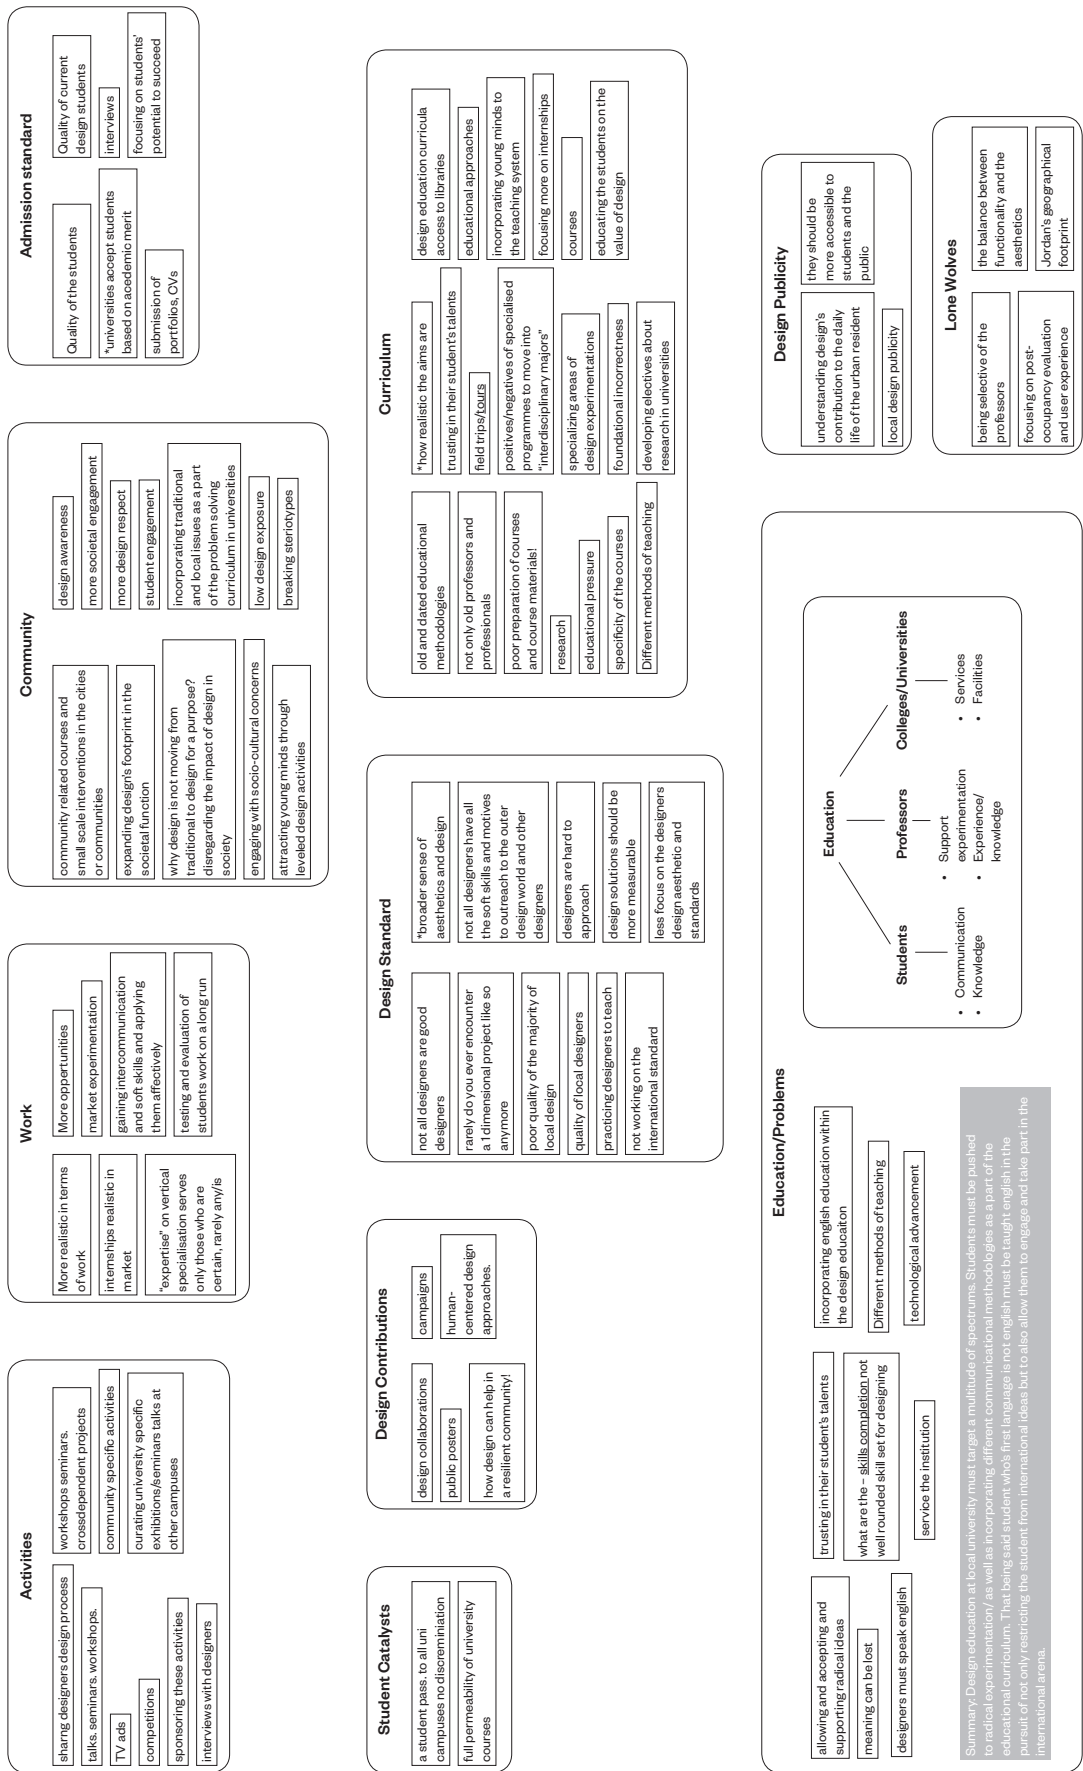 Activities
sharng designers design process
talks. seminars. workshops.
TV ads
competitions
sponsoring these activities
interviews with designers
workshops seminars.
crossdependent projects
community specific activities
curating university specific
exhibitions/seminars talks at
other campuses
Work
More realistic in terms
of work
internships realistic in
market
"expertise" on vertical
specialisation serves
only those who are
certain, rarely any/is
More opportunities
market experimentation
gaining intercommunication
and soft skills and applying
them affectively
testing and evaluation of
students work on a long run
Community
community related courses and
small scale interventions in the cities
or communities
expanding design's footprint in the
societal function
why design is not moving from
traditional to design for a purpose?
disregarding the impact of design in
society
engaging with socio-cultural concerns
attracting young minds through
leveled design activities
design awareness
more societal engagement
more design respect
student engagement
incorporating traditional
and local issues as a part
of the problem solving
curriculum in universities
low design exposure
breaking steriotypes
Admission standard
Quality of the students
*universities accept students
based on acedemic merit
submission of
portfolios, CVs
Quality of current
design students
interviews
focusing on students'
potential to succeed
Student Catalysts
a student pass. to all uni
campuses no discreminiation
full permeability of university
courses
Design Contributions
design collaborations
public posters
how design can help in
a resilient community!
campaigns
human-
centered design
approaches.
Design Standard
not all designers are good
designers
rarely do you ever encounter
a 1 dimensional project like so
anymore
poor quality of the majority of
local design
quality of local designers
practicing designers to teach
not working on the
international standard
*broader sense of
aesthetics and design
not all designers have all
the soft skills and motives
to outreach to the outer
design world and other
designers
designers are hard to
approach
design solutions should be
more measurable
less focus on the designers
design aesthetic and
standards
Curriculum
old and dated educational
methodologies
not only old professors and
professionals
poor preparation of courses
and course materials!
research
educational pressure
specificity of the courses
Different methods of teaching
*how realistic the aims are
trusting in their student's talents
field trips/tours
positives/negatives of specialised
programmes to move into
"interdisciplinary majors"
specializing areas of
design experimentations
foundational incorrectness
developing electives about
research in universities
design education curricula
access to libraries
educational approaches
incorporating young minds to
the teaching system
focusing more on internships
courses
educating the students on the
value of design
Education/Problems
allowing and accepting and
supporting radical ideas
meaning can be lost
designers must speak english
trusting in their student's talents
what are the – skills completion not
well rounded skill set for designing
service the institution
incorporating english education within
the design educaiton
Different methods of teaching
technological advancement
Summary: Design education at local university must target a multitude of spectrums. Students must be pushed
to radical experimentation/ as well as incorporating different communicational methodologies as a part of the
educational curriculum. That being said student who's first language is not english must be taught english in the
pursuit of not only restricting the student from international ideas but to also allow them to engage and take part in the
international arena.
Education
Students
• Communication
• Knowledge
Professors
• Support
experimentation
• Experience/
knowledge
Colleges/Universities
• Services
• Facilities
Design Publicity
understanding design's
contribution to the daily
life of the urban resident
local design publicity
they should be
more accessible to
students and the
public
Lone Wolves
being selective of the
professors
focusing on post-
occupancy evaluation
and user experience
the balance between
functionality and the
aesthetics
Jordan's geographical
footprint